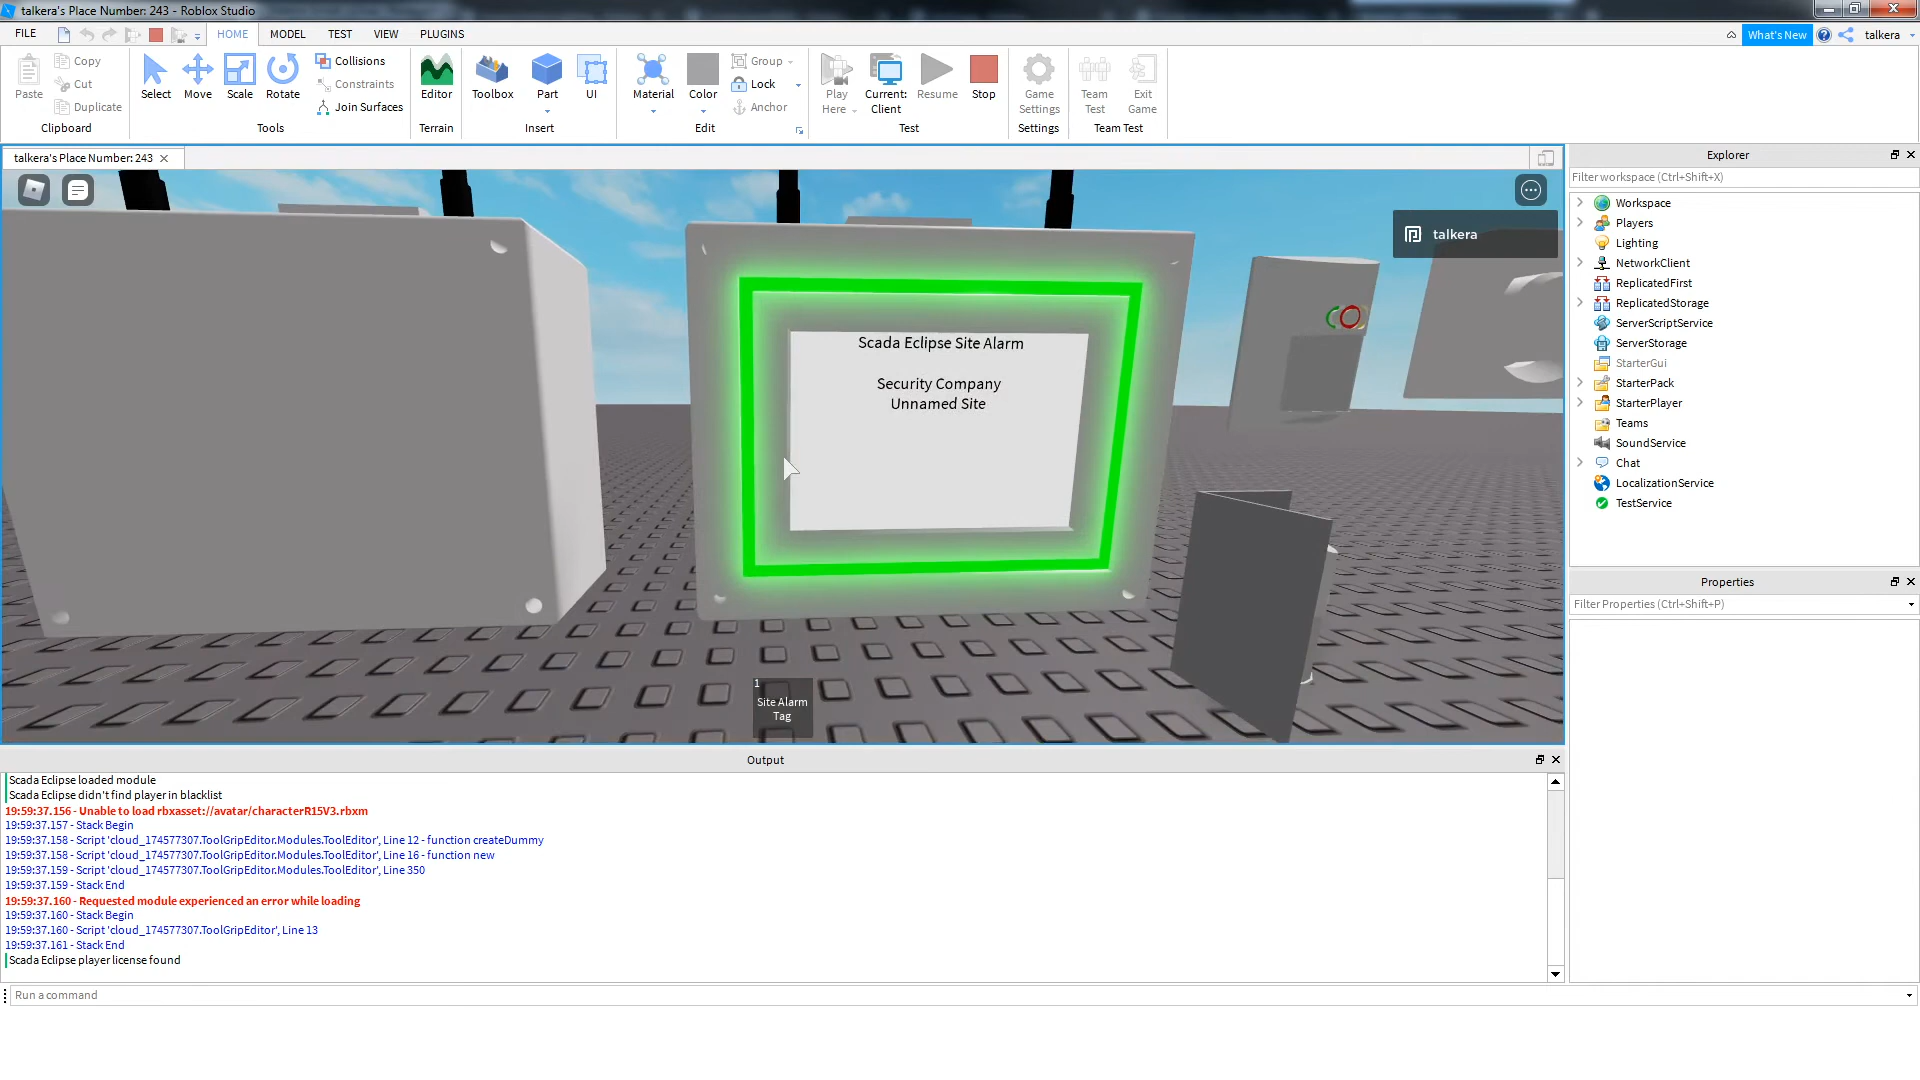 talkera's Place Number: 243 - Roblox Studio
FILE HOME MODEL TEST VIEW PLUGINS What's New talkera
Paste Copy Cut Duplicate Clipboard
Select Move Scale Rotate Collisions Constraints Join Surfaces Tools
Editor Terrain
Toolbox Part UI Insert
Material Color Group Lock Anchor Edit
Play Here Current: Client Resume Stop Test
Game Settings Settings
Team Test Exit Game Team Test
talkera's Place Number: 243
talkera
Scada Eclipse Site Alarm
Security Company
Unnamed Site
1
Site Alarm
Tag
Explorer
Filter workspace (Ctrl+Shift+X)
Workspace
Players
Lighting
NetworkClient
ReplicatedFirst
ReplicatedStorage
ServerScriptService
ServerStorage
StarterGui
StarterPack
StarterPlayer
Teams
SoundService
Chat
LocalizationService
TestService
Properties
Filter Properties (Ctrl+Shift+P)
Output
Scada Eclipse loaded module
Scada Eclipse didn't find player in blacklist
19:59:37.156 - Unable to load rbxasset://avatar/characterR15V3.rbxm
19:59:37.157 - Stack Begin
19:59:37.158 - Script 'cloud_174577307.ToolGripEditor.Modules.ToolEditor', Line 12 - function createDummy
19:59:37.158 - Script 'cloud_174577307.ToolGripEditor.Modules.ToolEditor', Line 16 - function new
19:59:37.159 - Script 'cloud_174577307.ToolGripEditor.Modules.ToolEditor', Line 350
19:59:37.159 - Stack End
19:59:37.160 - Requested module experienced an error while loading
19:59:37.160 - Stack Begin
19:59:37.160 - Script 'cloud_174577307.ToolGripEditor', Line 13
19:59:37.161 - Stack End
Scada Eclipse player license found
Run a command